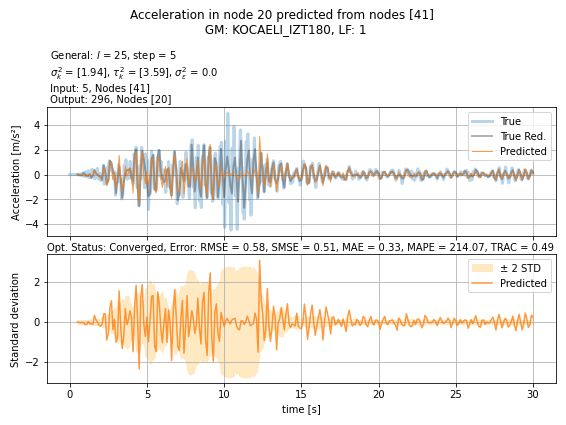 Acceleration in node 20 predicted from nodes [41]
GM: KOCAELI_IZT180, LF: 1
General: l = 25, step = 5
σ²ₖ = [1.94], τ²ₖ = [3.59], σ²ε = 0.0
Input: 5, Nodes [41]
Output: 296, Nodes [20]
Acceleration [m/s²]
4
2
0
−2
−4
True
True Red.
Predicted
Opt. Status: Converged, Error: RMSE = 0.58, SMSE = 0.51, MAE = 0.33, MAPE = 214.07, TRAC = 0.49
Standard deviation
2
0
−2
± 2 STD
Predicted
0 5 10 15 20 25 30
time [s]